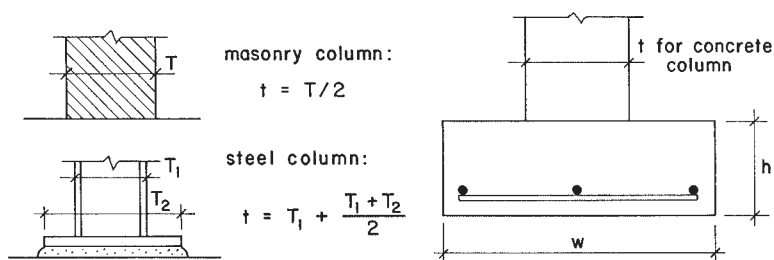 T
masonry column:
t = T/2
T₁
T₂
steel column:
t = T₁ + (T₁ + T₂)/2
t for concrete
column
h
w